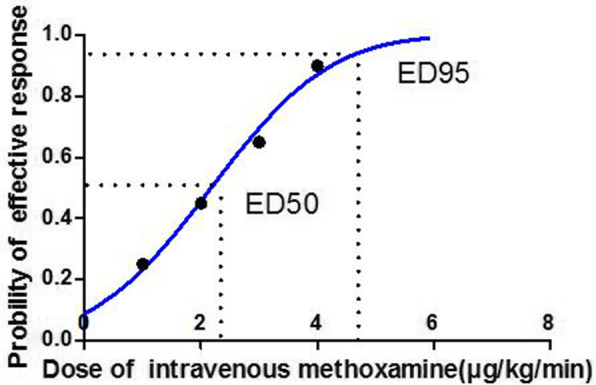 Probility of effective response
1.0
0.8
0.6
0.4
0.2
0.0
ED95
ED50
0 2 4 6 8
Dose of intravenous methoxamine(µg/kg/min)